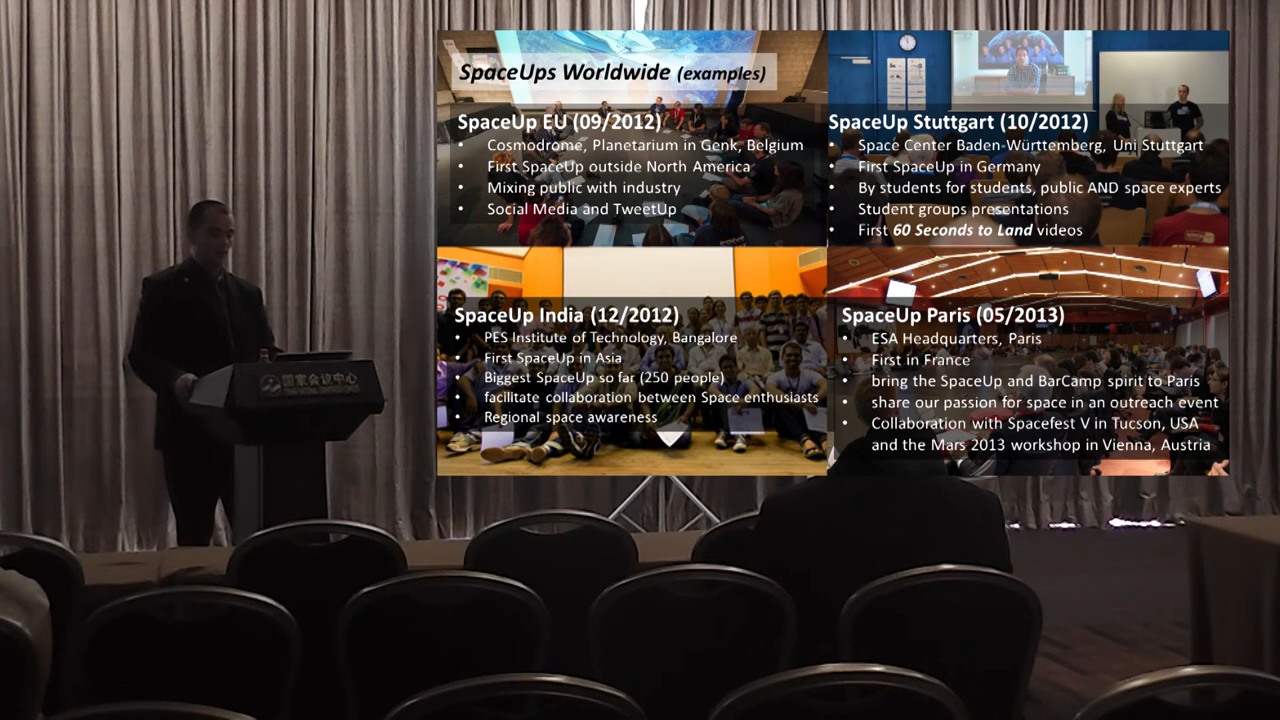 SpaceUps Worldwide (examples)
SpaceUp EU (09/2012)
• Cosmodrome, Planetarium in Genk, Belgium
• First SpaceUp outside North America
• Mixing public with industry
• Social Media and TweetUp
SpaceUp Stuttgart (10/2012)
• Space Center Baden-Württemberg, Uni Stuttgart
• First SpaceUp in Germany
• By students for students, public AND space experts
• Student groups presentations
• First 60 Seconds to Land videos
SpaceUp India (12/2012)
• PES Institute of Technology, Bangalore
• First SpaceUp in Asia
• Biggest SpaceUp so far (250 people)
• facilitate collaboration between Space enthusiasts
• Regional space awareness
SpaceUp Paris (05/2013)
• ESA Headquarters, Paris
• First in France
• bring the SpaceUp and BarCamp spirit to Paris
• share our passion for space in an outreach event
• Collaboration with Spacefest V in Tucson, USA
and the Mars 2013 workshop in Vienna, Austria
国家会议中心